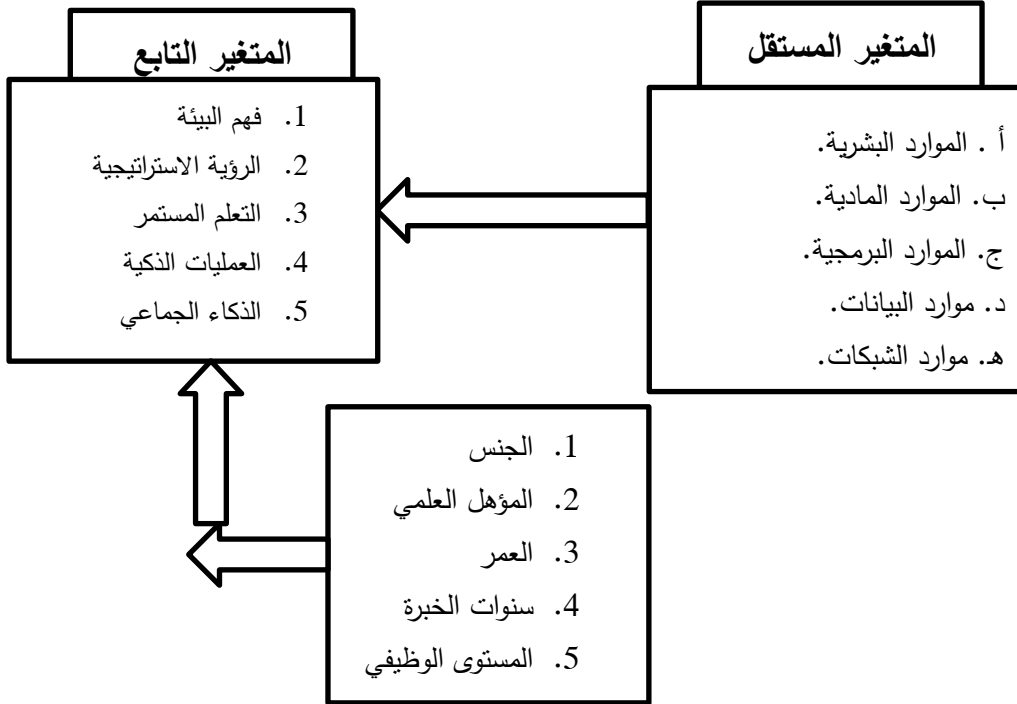 المتغير المستقل
أ . الموارد البشرية.
ب. الموارد المادية.
ج. الموارد البرمجية.
د. موارد البيانات.
هـ. موارد الشبكات.
المتغير التابع
1. فهم البيئة
2. الرؤية الاستراتيجية
3. التعلم المستمر
4. العمليات الذكية
5. الذكاء الجماعي
1. الجنس
2. المؤهل العلمي
3. العمر
4. سنوات الخبرة
5. المستوى الوظيفي